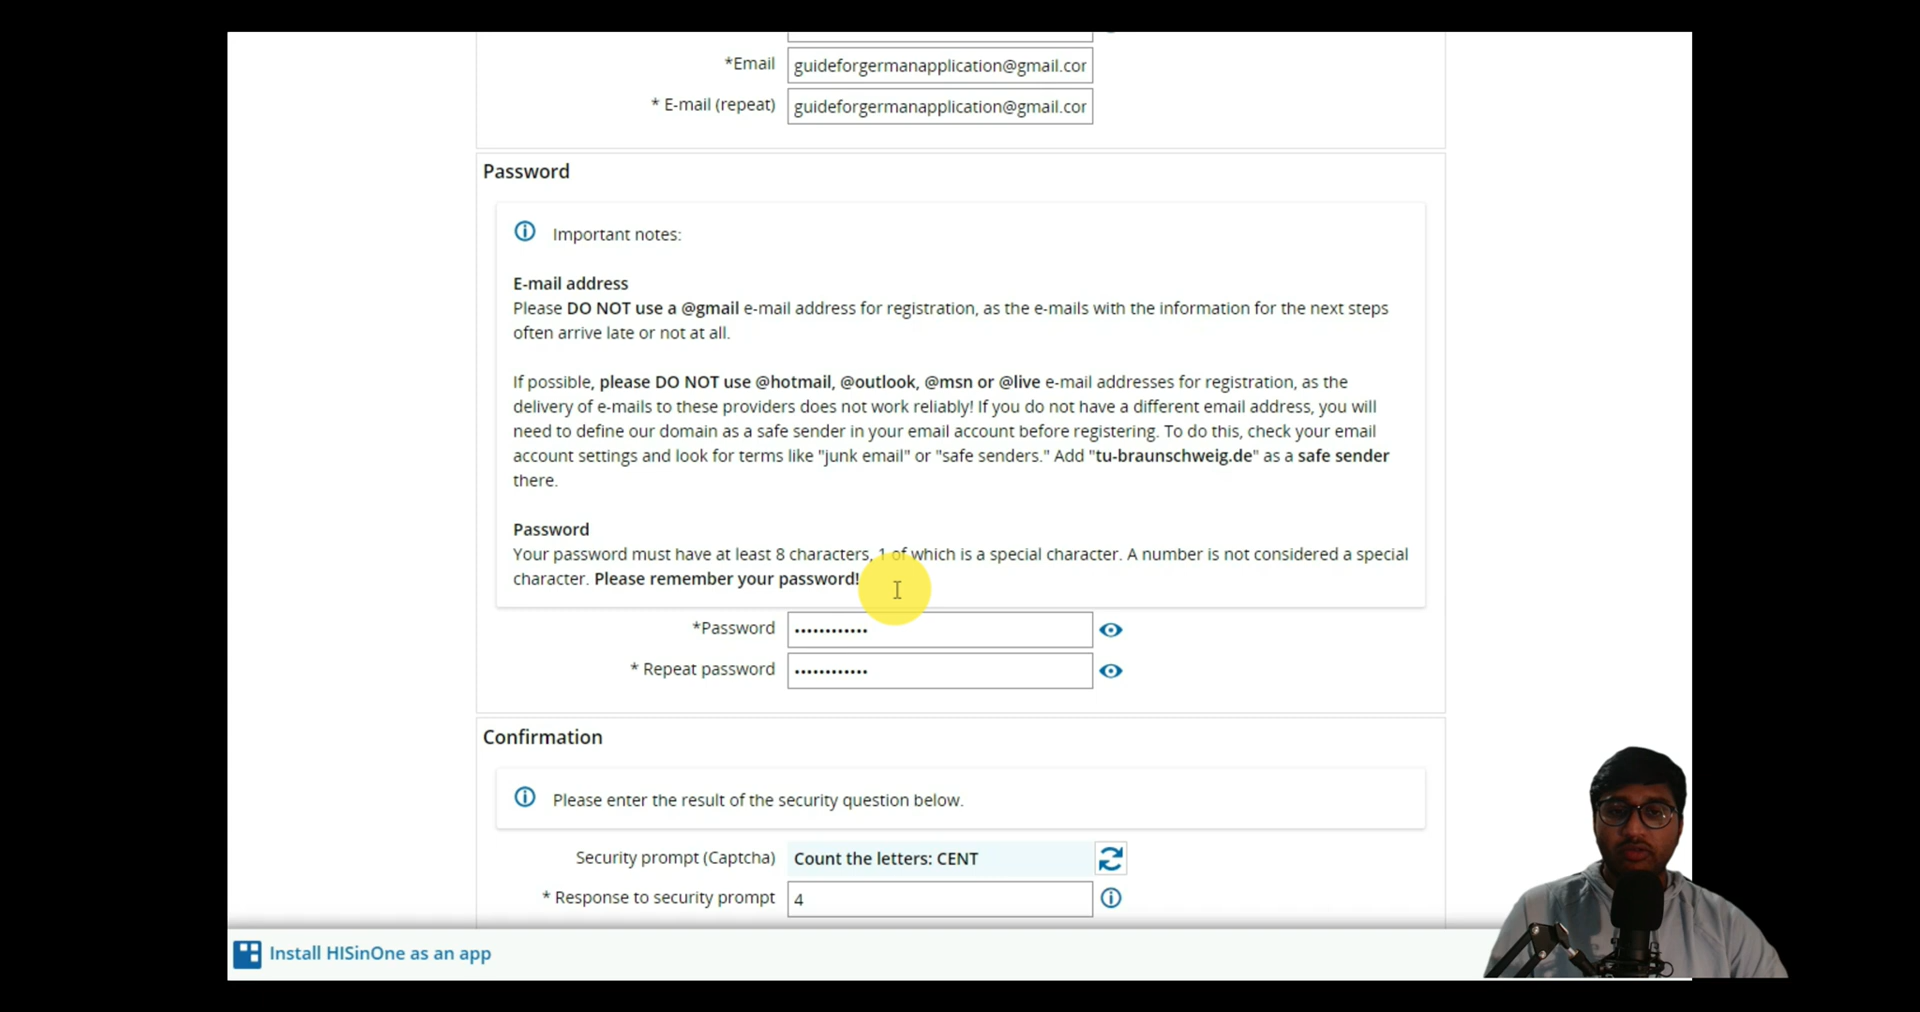 *Email
guideforgermanapplication@gmail.cor
* E-mail (repeat)
guideforgermanapplication@gmail.cor
Password
Important notes:
E-mail address
Please DO NOT use a @gmail e-mail address for registration, as the e-mails with the information for the next steps
often arrive late or not at all.
If possible, please DO NOT use @hotmail, @outlook, @msn or @live e-mail addresses for registration, as the
delivery of e-mails to these providers does not work reliably! If you do not have a different email address, you will
need to define our domain as a safe sender in your email account before registering. To do this, check your email
account settings and look for terms like "junk email" or "safe senders." Add "tu-braunschweig.de" as a safe sender
there.
Password
Your password must have at least 8 characters, 1 of which is a special character. A number is not considered a special
character. Please remember your password!
*Password
••••••••••••
* Repeat password
••••••••••••
Confirmation
Please enter the result of the security question below.
Security prompt (Captcha)
Count the letters: CENT
* Response to security prompt
4
Install HISinOne as an app